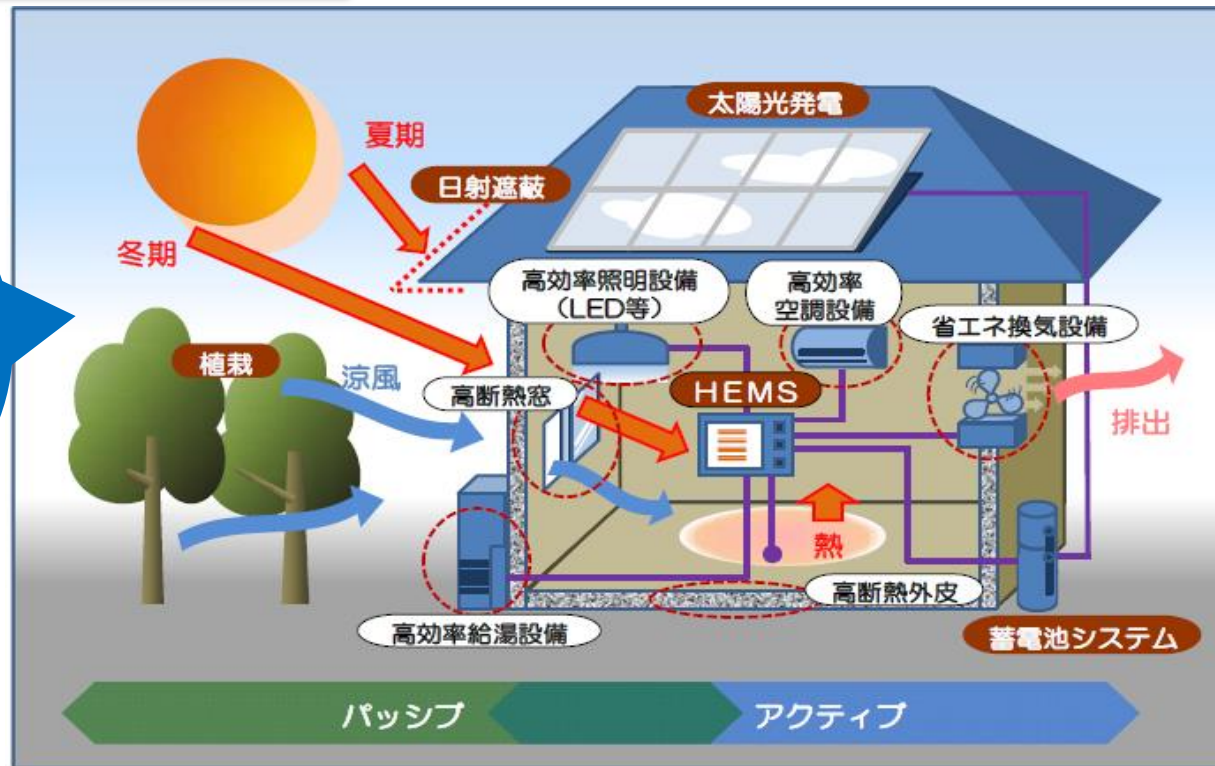 太陽光発電
夏期
日射遮蔽
冬期
高効率照明設備
(LED等)
高効率
空調設備
省エネ換気設備
植栽
涼風
高断熱窓
HEMS
排出
熱
高断熱外皮
高効率給湯設備
蓄電池システム
パッシブ
アクティブ